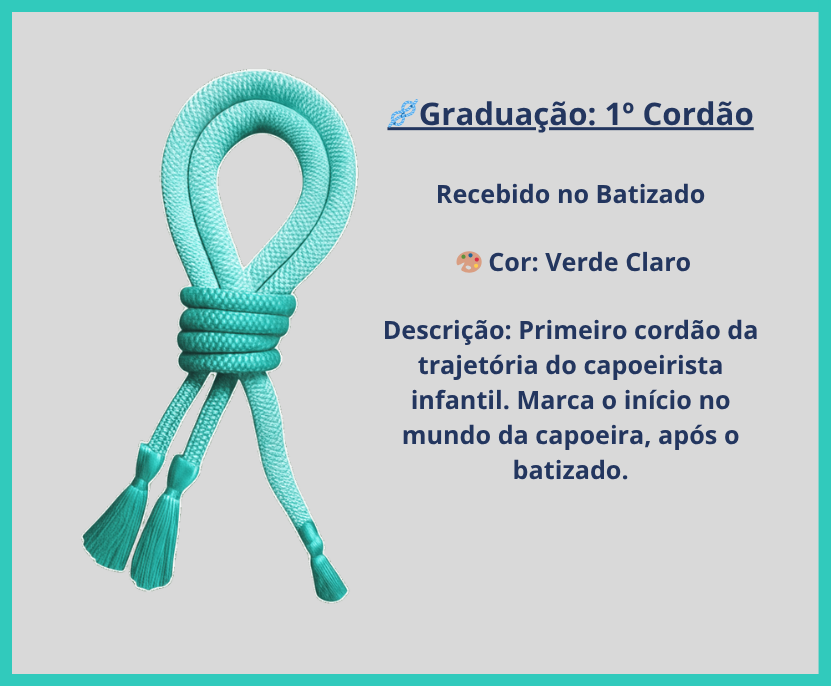 Graduação: 1º Cordão
Recebido no Batizado
Cor: Verde Claro
Descrição: Primeiro cordão da
trajetória do capoeirista
infantil. Marca o início no
mundo da capoeira, após o
batizado.